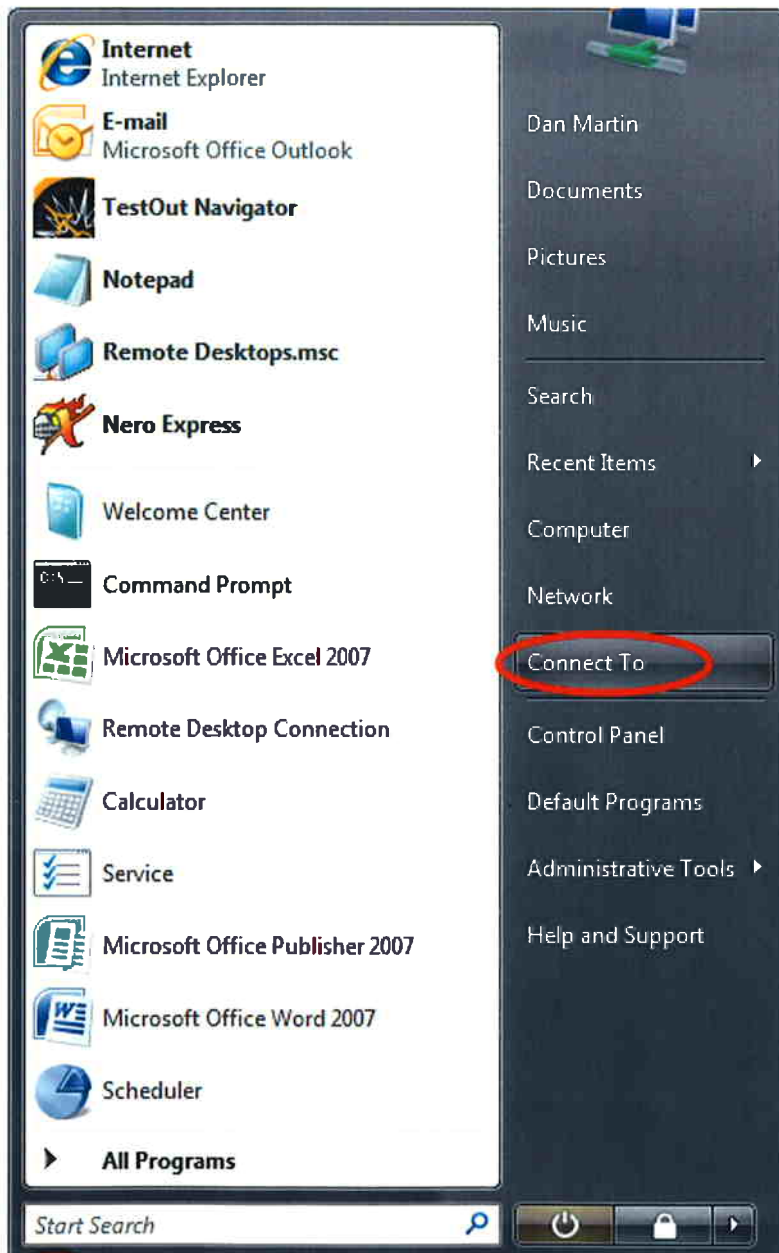 Internet
Internet Explorer
E-mail
Microsoft Office Outlook
TestOut Navigator
Notepad
Remote Desktops.msc
Nero Express
Welcome Center
C:\
Command Prompt
Microsoft Office Excel 2007
Remote Desktop Connection
Calculator
Service
Microsoft Office Publisher 2007
Microsoft Office Word 2007
Scheduler
All Programs
Start Search
Dan Martin
Documents
Pictures
Music
Search
Recent Items
Computer
Network
Connect To
Control Panel
Default Programs
Administrative Tools
Help and Support